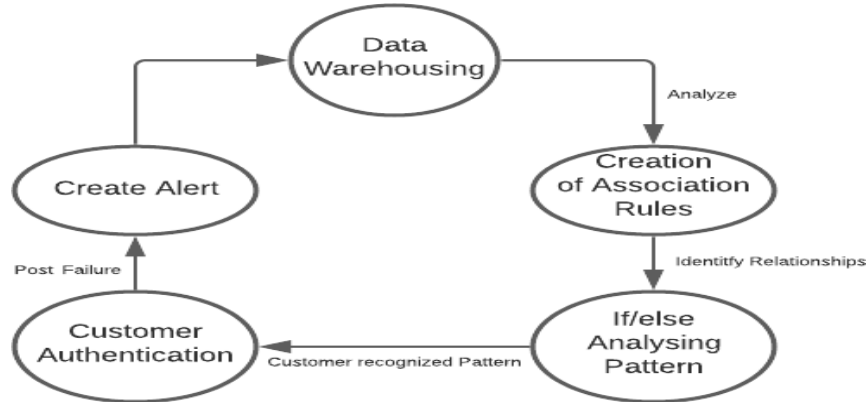 Data
Warehousing
Analyze
Creation
of Association
Rules
Create Alert
Identitfy Relationships
Post Failure
If/else
Analysing
Pattern
Customer
Authentication
Customer recognized Pattern